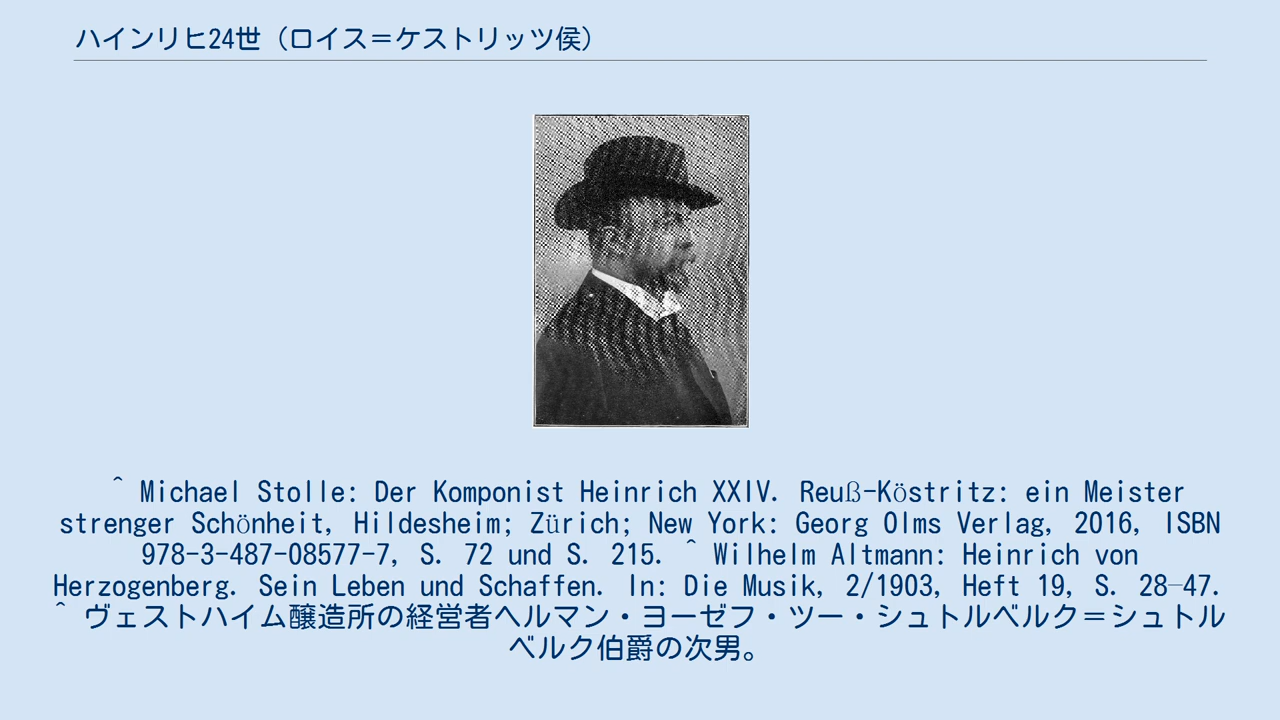 ハインリヒ24世（ロイス＝ケストリッツ侯）
^ Michael Stolle: Der Komponist Heinrich XXIV. Reuß-Köstritz: ein Meister
strenger Schönheit, Hildesheim; Zürich; New York: Georg Olms Verlag, 2016, ISBN
978-3-487-08577-7, S. 72 und S. 215. ^ Wilhelm Altmann: Heinrich von
Herzogenberg. Sein Leben und Schaffen. In: Die Musik, 2/1903, Heft 19, S. 28–47.
^ ヴェストハイム醸造所の経営者ヘルマン・ヨーゼフ・ツー・シュトルベルク＝シュトル
ベルク伯爵の次男。